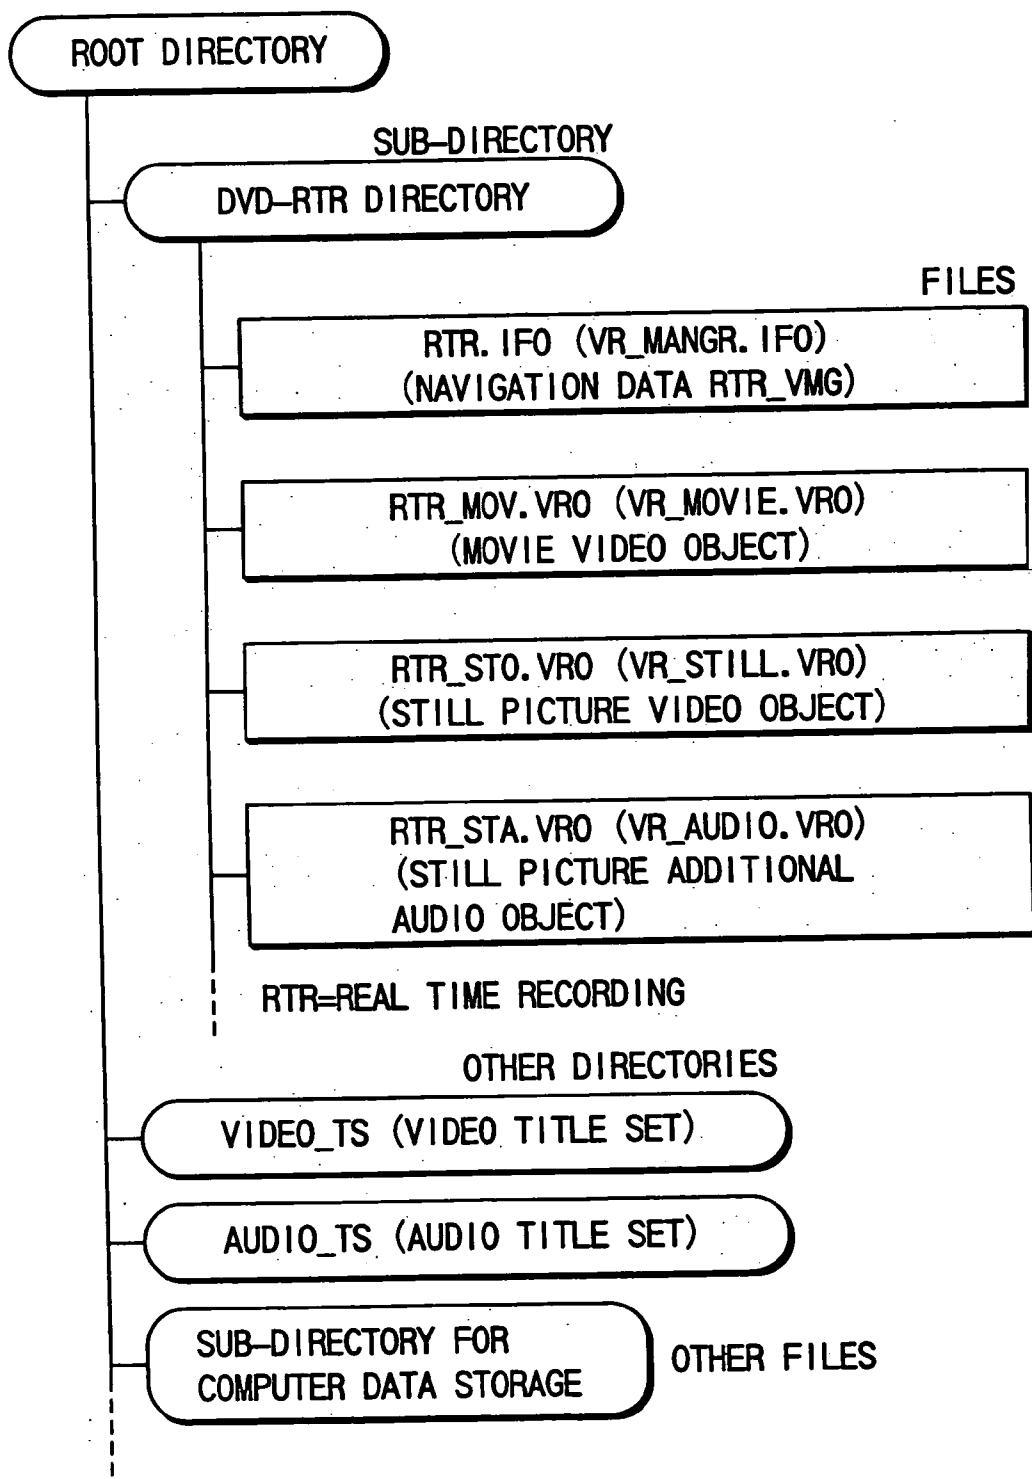 ROOT DIRECTORY
SUB-DIRECTORY
DVD-RTR DIRECTORY
FILES
RTR.IFO (VR_MANGR.IFO)
(NAVIGATION DATA RTR_VMG)
RTR_MOV.VRO (VR_MOVIE.VRO)
(MOVIE VIDEO OBJECT)
RTR_STO.VRO (VR_STILL.VRO)
(STILL PICTURE VIDEO OBJECT)
RTR_STA.VRO (VR_AUDIO.VRO)
(STILL PICTURE ADDITIONAL
AUDIO OBJECT)
RTR=REAL TIME RECORDING
OTHER DIRECTORIES
VIDEO_TS (VIDEO TITLE SET)
AUDIO_TS (AUDIO TITLE SET)
SUB-DIRECTORY FOR
COMPUTER DATA STORAGE
OTHER FILES